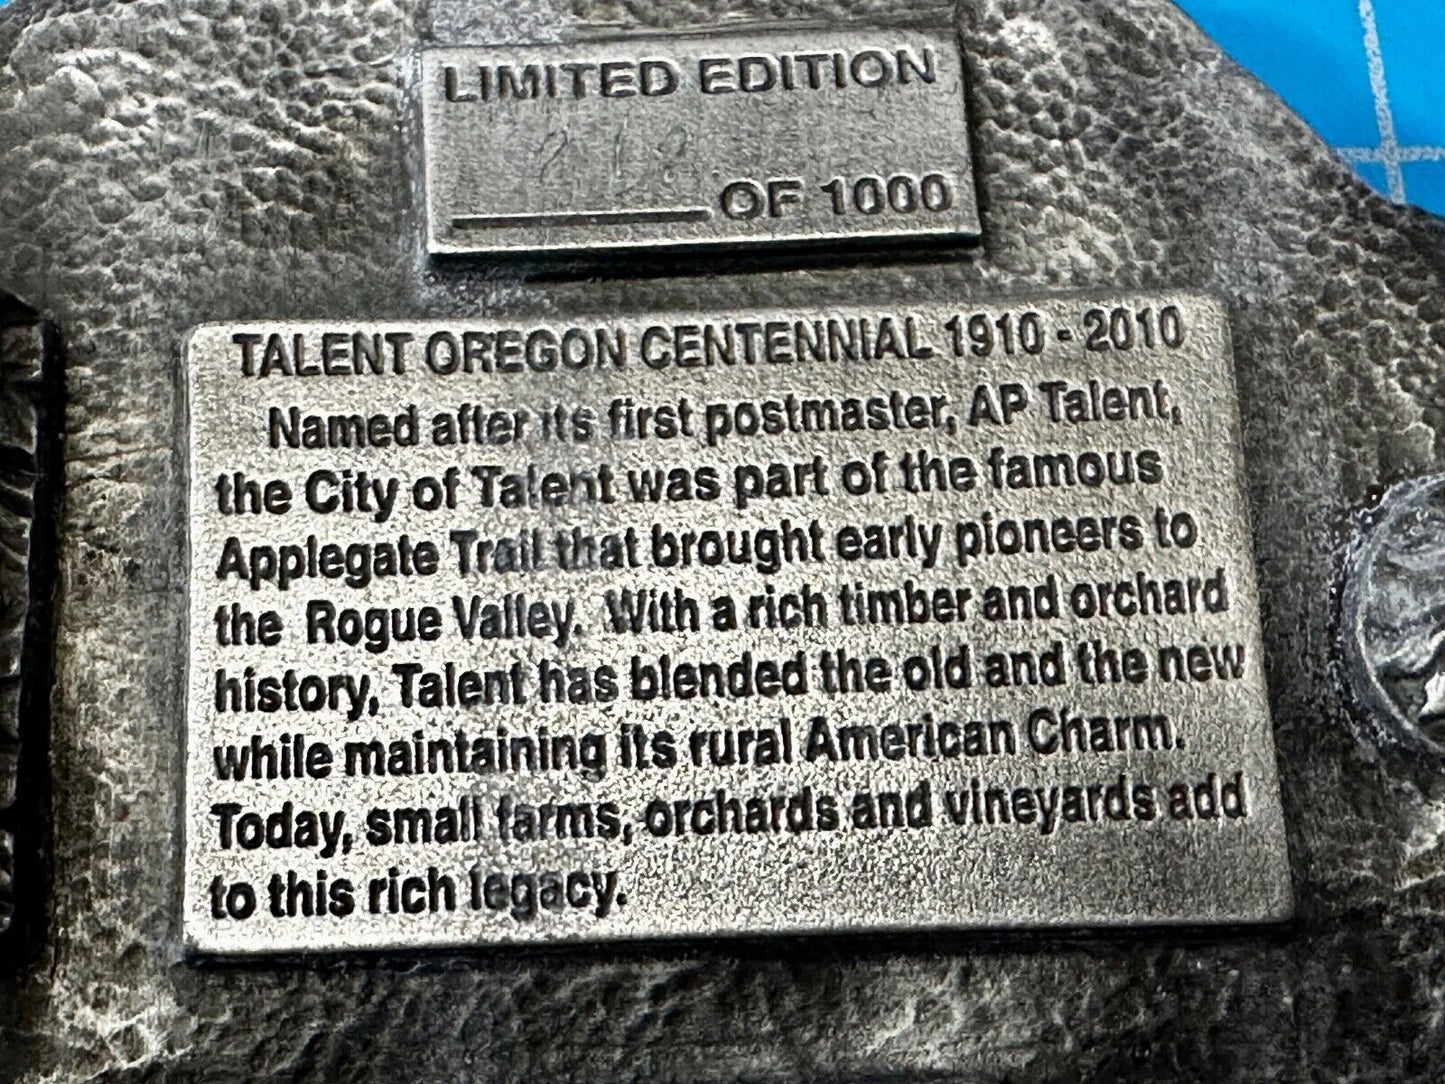 LIMITED EDITION
212
OF 1000
TALENT OREGON CENTENNIAL 1910 - 2010
Named after its first postmaster, AP Talent,
the City of Talent was part of the famous
Applegate Trail that brought early pioneers to
the Rogue Valley. With a rich timber and orchard
history, Talent has blended the old and the new
while maintaining its rural American Charm.
Today, small farms, orchards and vineyards add
to this rich legacy.